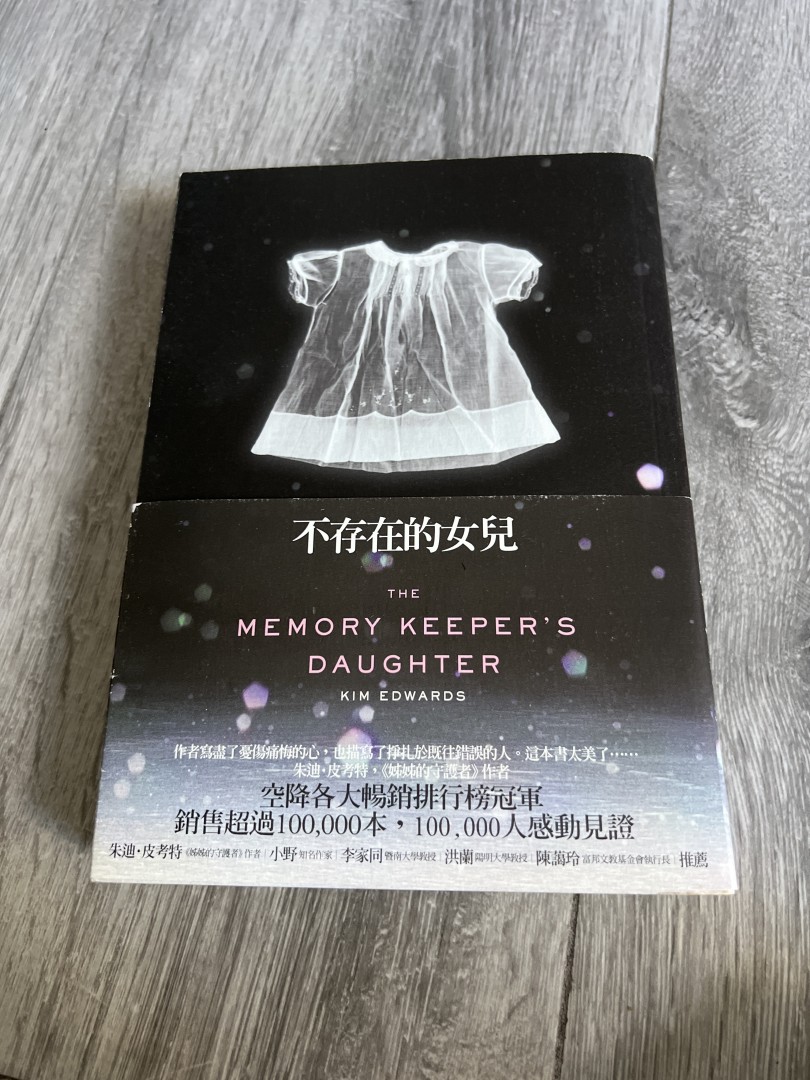 不存在的女兒
THE
MEMORY KEEPER'S
DAUGHTER
KIM EDWARDS
作者寫盡了憂傷痛悔的心，也描寫了掙扎於既往錯誤的人。這本書太美了……
朱迪·皮考特，《姊姊的守護者》作者
空降各大暢銷排行榜冠軍
銷售超過100,000本，100,000人感動見證
朱迪·皮考特《姊姊的守護者》作者｜小野 知名作家｜李家同 暨南大學教授｜洪蘭 陽明大學教授｜陳藹玲 富邦文教基金會執行長｜推薦